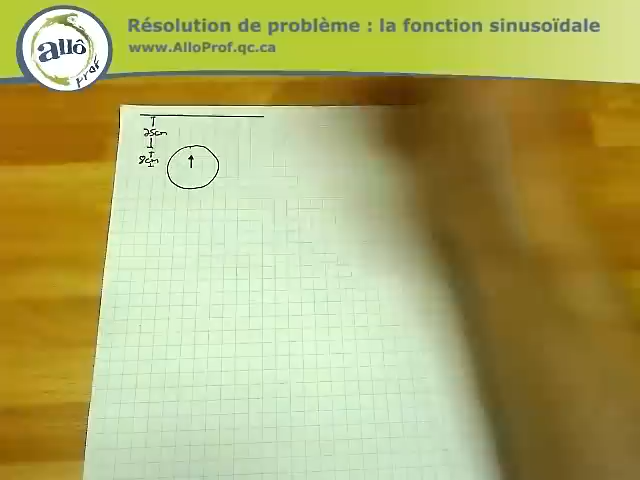 Résolution de problème : la fonction sinusoïdale
www.AlloProf.qc.ca
allô
prof
25cm
8cm